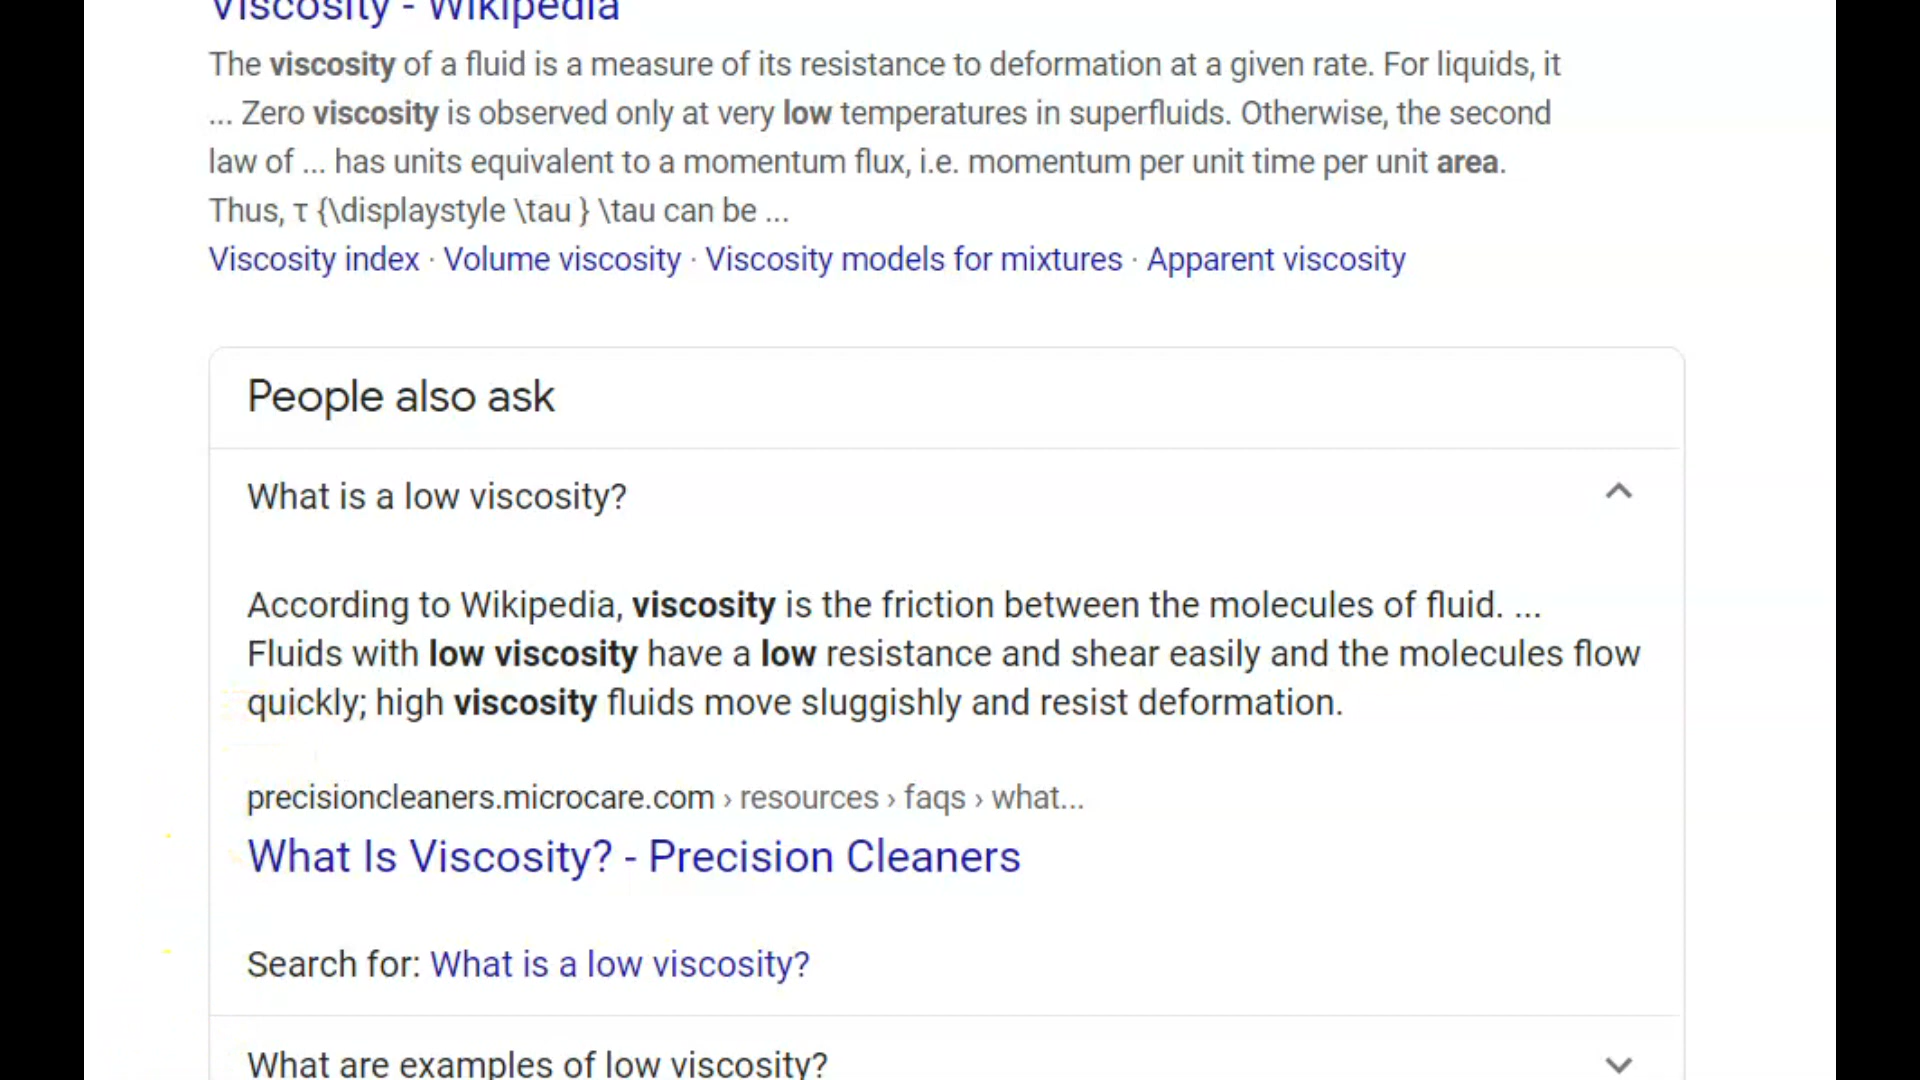 Viscosity - Wikipedia
The viscosity of a fluid is a measure of its resistance to deformation at a given rate. For liquids, it
... Zero viscosity is observed only at very low temperatures in superfluids. Otherwise, the second
law of ... has units equivalent to a momentum flux, i.e. momentum per unit time per unit area.
Thus, τ {\displaystyle \tau } \tau can be ...
Viscosity index · Volume viscosity · Viscosity models for mixtures · Apparent viscosity
People also ask
What is a low viscosity?
According to Wikipedia, viscosity is the friction between the molecules of fluid. ...
Fluids with low viscosity have a low resistance and shear easily and the molecules flow
quickly; high viscosity fluids move sluggishly and resist deformation.
precisioncleaners.microcare.com › resources › faqs › what...
What Is Viscosity? - Precision Cleaners
Search for: What is a low viscosity?
What are examples of low viscosity?